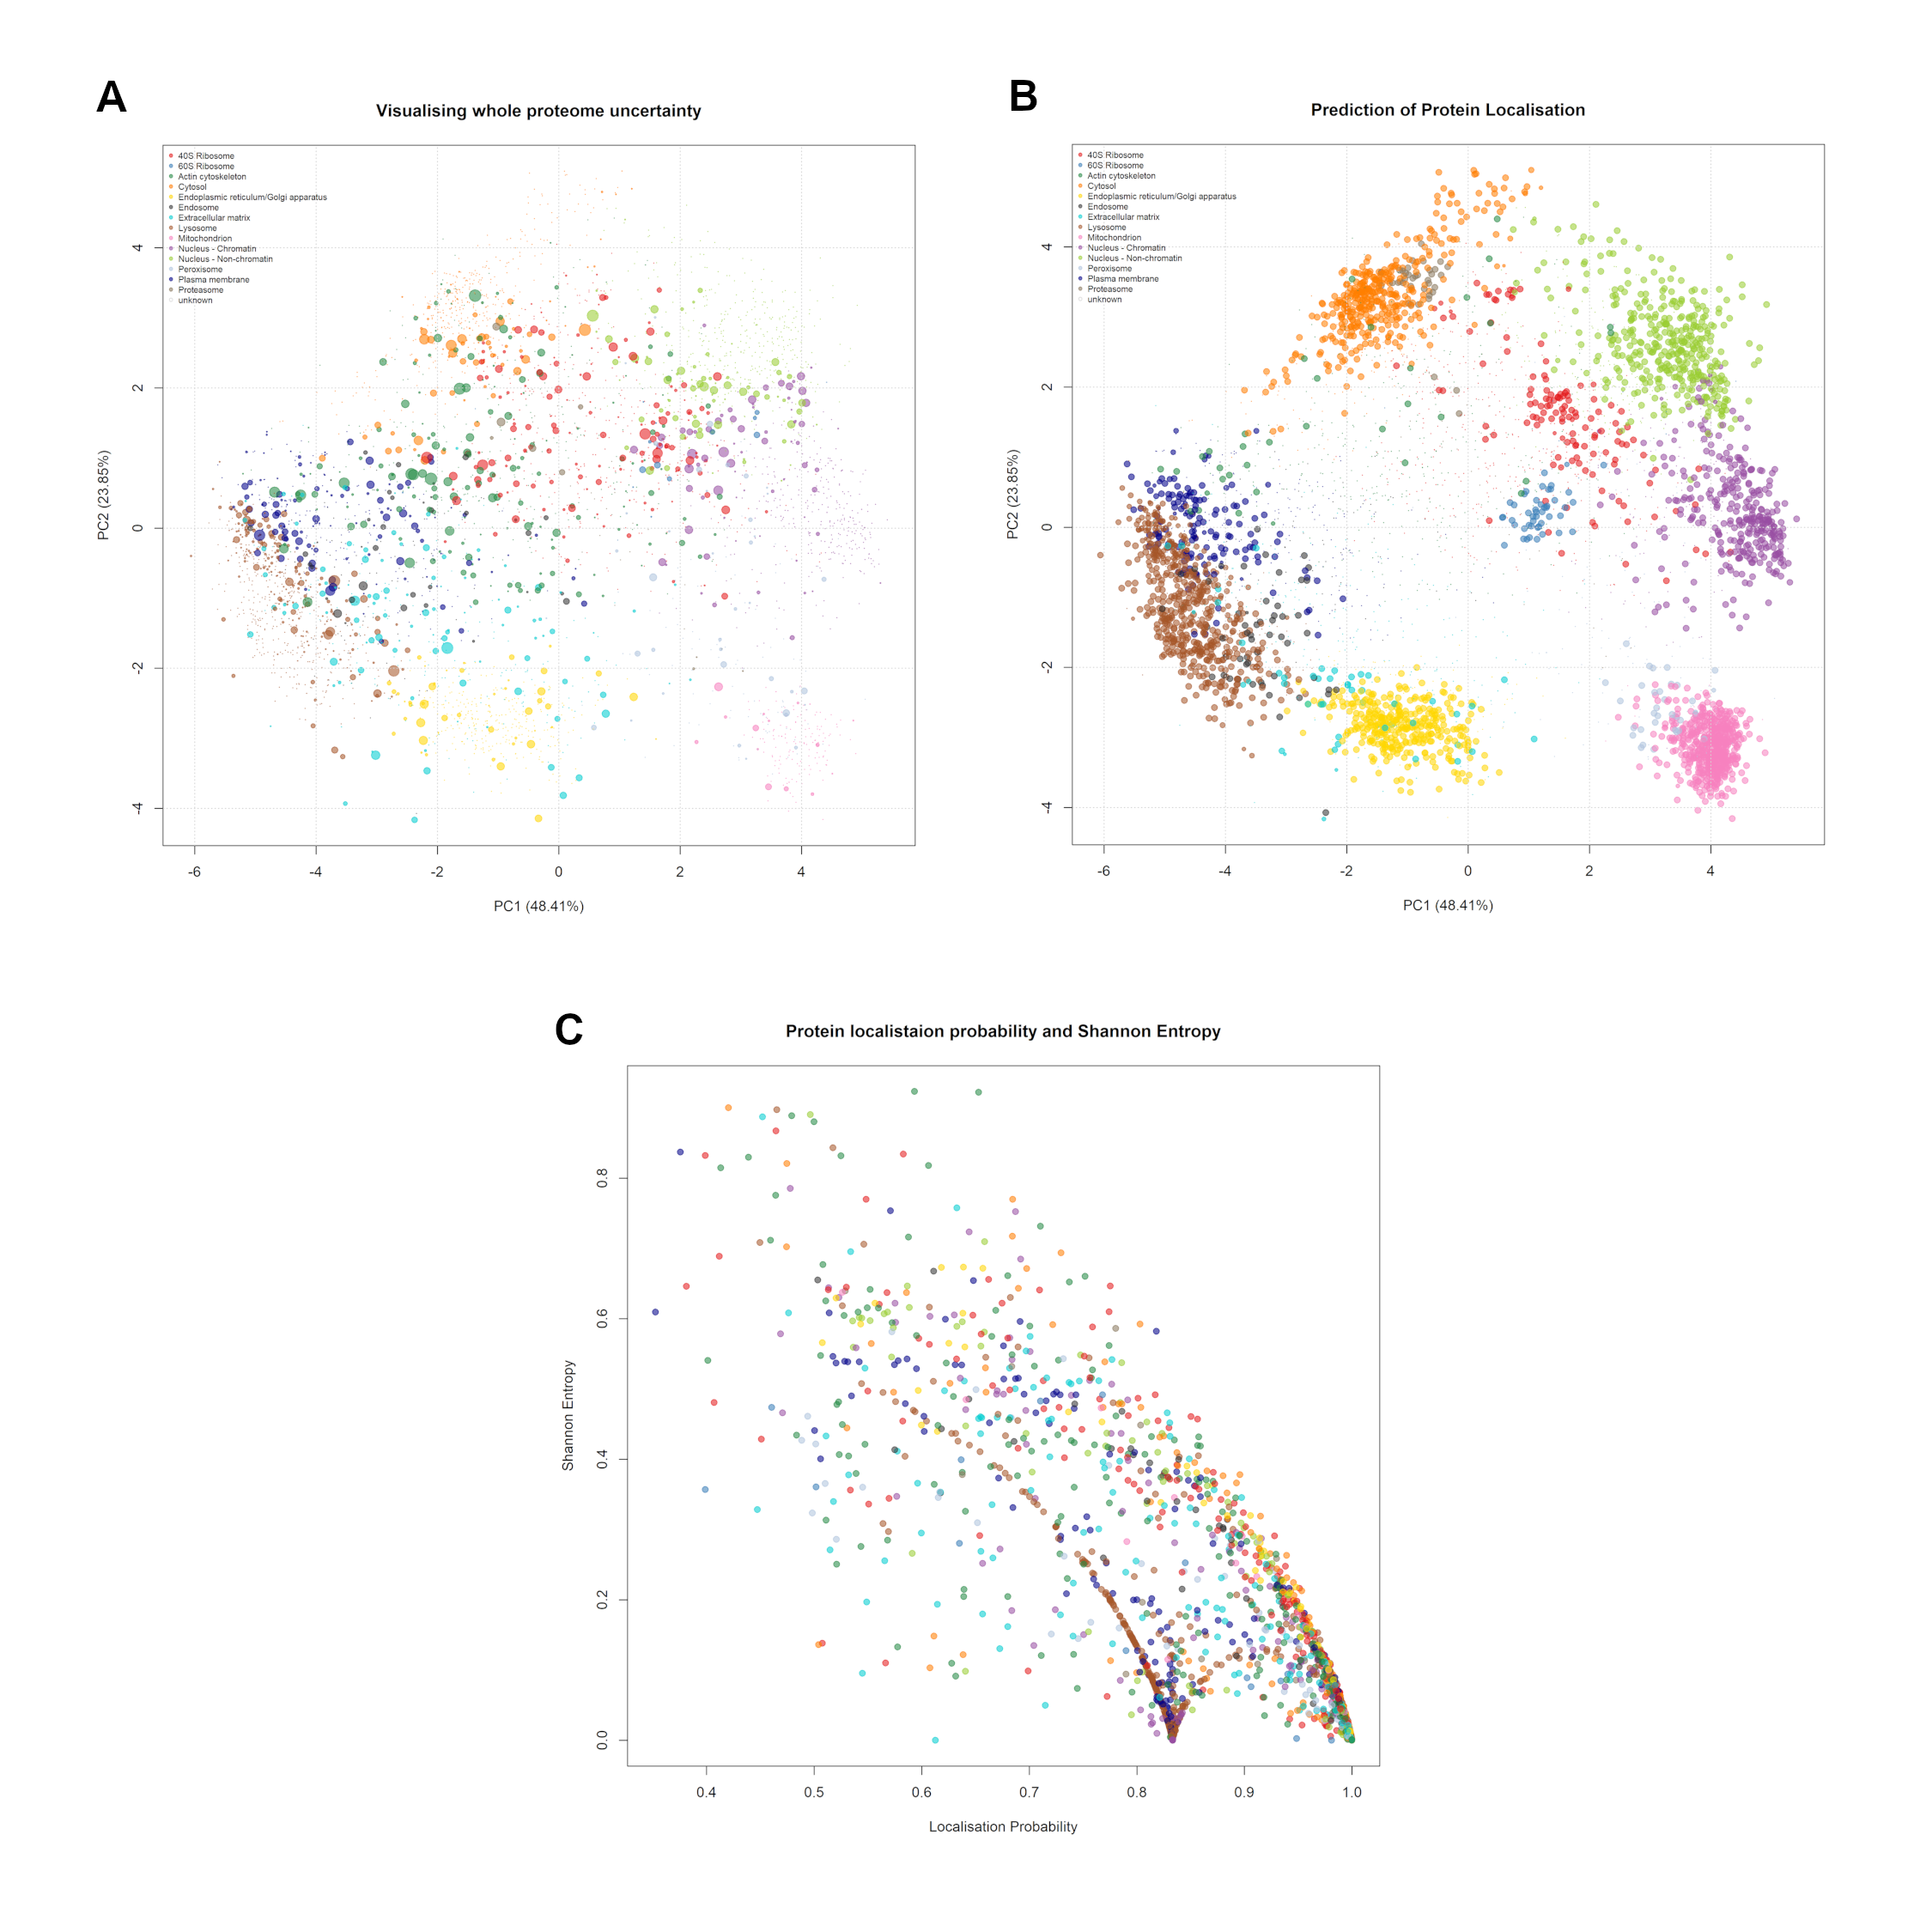 A
Visualising whole proteome uncertainty
40S Ribosome
60S Ribosome
Actin cytoskeleton
Cytosol
Endoplasmic reticulum/Golgi apparatus
Endosome
Extracellular matrix
Lysosome
Mitochondrion
Nucleus - Chromatin
Nucleus - Non-chromatin
Peroxisome
Plasma membrane
Proteasome
unknown
4
2
0
-2
-4
PC2 (23.85%)
-6 -4 -2 0 2 4
PC1 (48.41%)
B
Prediction of Protein Localisation
40S Ribosome
60S Ribosome
Actin cytoskeleton
Cytosol
Endoplasmic reticulum/Golgi apparatus
Endosome
Extracellular matrix
Lysosome
Mitochondrion
Nucleus - Chromatin
Nucleus - Non-chromatin
Peroxisome
Plasma membrane
Proteasome
unknown
4
2
0
-2
-4
PC2 (23.85%)
-6 -4 -2 0 2 4
PC1 (48.41%)
C
Protein localistaion probability and Shannon Entropy
0.8
0.6
0.4
0.2
0.0
Shannon Entropy
0.4 0.5 0.6 0.7 0.8 0.9 1.0
Localisation Probability